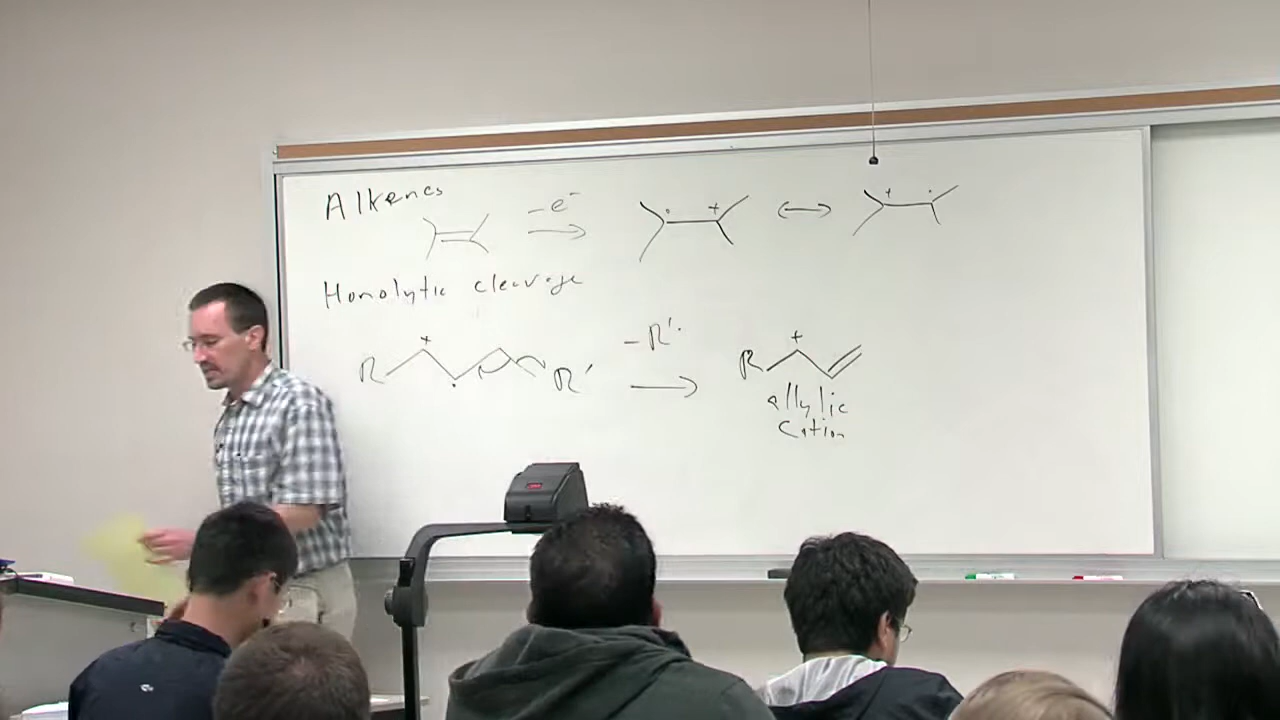 Alkenes
-e⁻
· + ↔ + ·
Homolytic cleavage
-R'·
R + · R' → R +
allylic
Cation